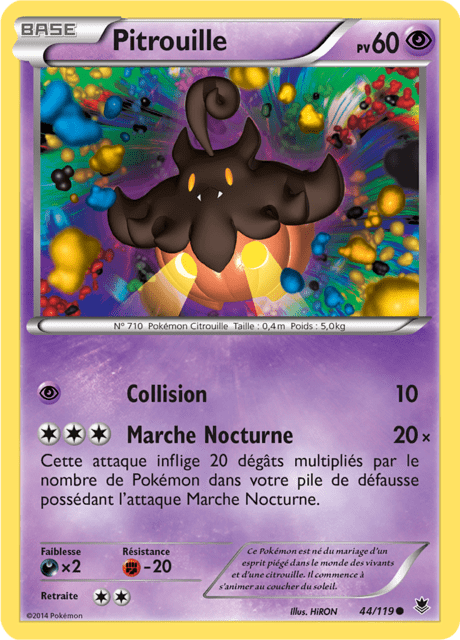 BASE
Pitrouille
PV60
N° 710 Pokémon Citrouille Taille : 0,4m Poids : 5,0kg
Collision 10
Marche Nocturne 20×
Cette attaque inflige 20 dégâts multipliés par le
nombre de Pokémon dans votre pile de défausse
possédant l'attaque Marche Nocturne.
Faiblesse
×2
Résistance
-20
Retraite
Ce Pokémon est né du mariage d'un
esprit piégé dans le monde des vivants
et d'une citrouille. Il commence à
s'animer au coucher du soleil.
©2014 Pokémon
Illus. HiRON
44/119